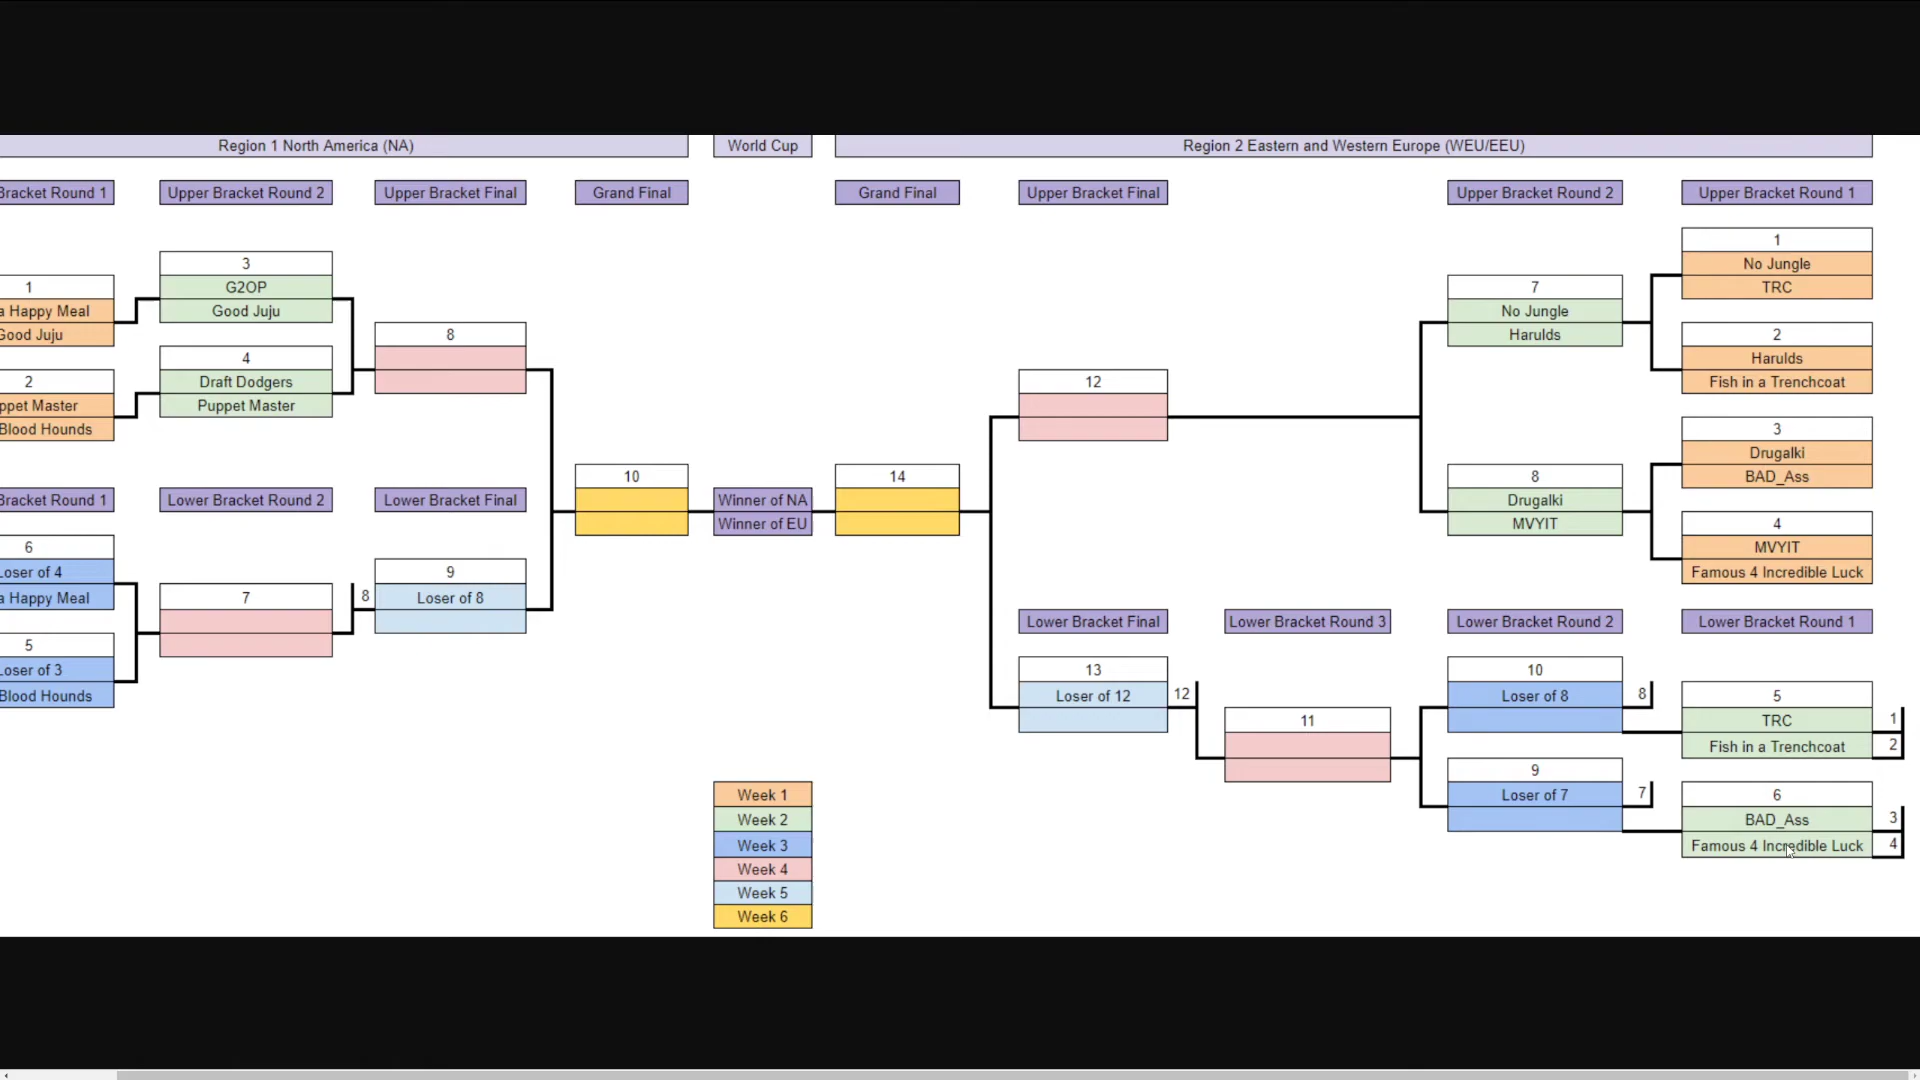 Region 1 North America (NA)
World Cup
Region 2 Eastern and Western Europe (WEU/EEU)
Bracket Round 1
Upper Bracket Round 2
Upper Bracket Final
Grand Final
Grand Final
Upper Bracket Final
Upper Bracket Round 2
Upper Bracket Round 1
1
a Happy Meal
Good Juju
2
ppet Master
Blood Hounds
3
G2OP
Good Juju
4
Draft Dodgers
Puppet Master
8
10
Winner of NA
Winner of EU
14
12
7
No Jungle
Harulds
8
Drugalki
MVYIT
1
No Jungle
TRC
2
Harulds
Fish in a Trenchcoat
3
Drugalki
BAD_Ass
4
MVYIT
Famous 4 Incredible Luck
Bracket Round 1
Lower Bracket Round 2
Lower Bracket Final
6
Loser of 4
a Happy Meal
5
Loser of 3
Blood Hounds
7
8
9
Loser of 8
Lower Bracket Final
Lower Bracket Round 3
Lower Bracket Round 2
Lower Bracket Round 1
13
Loser of 12
12
11
10
Loser of 8
8
9
Loser of 7
7
5
TRC
Fish in a Trenchcoat
1
2
6
BAD_Ass
Famous 4 Incredible Luck
3
4
Week 1
Week 2
Week 3
Week 4
Week 5
Week 6